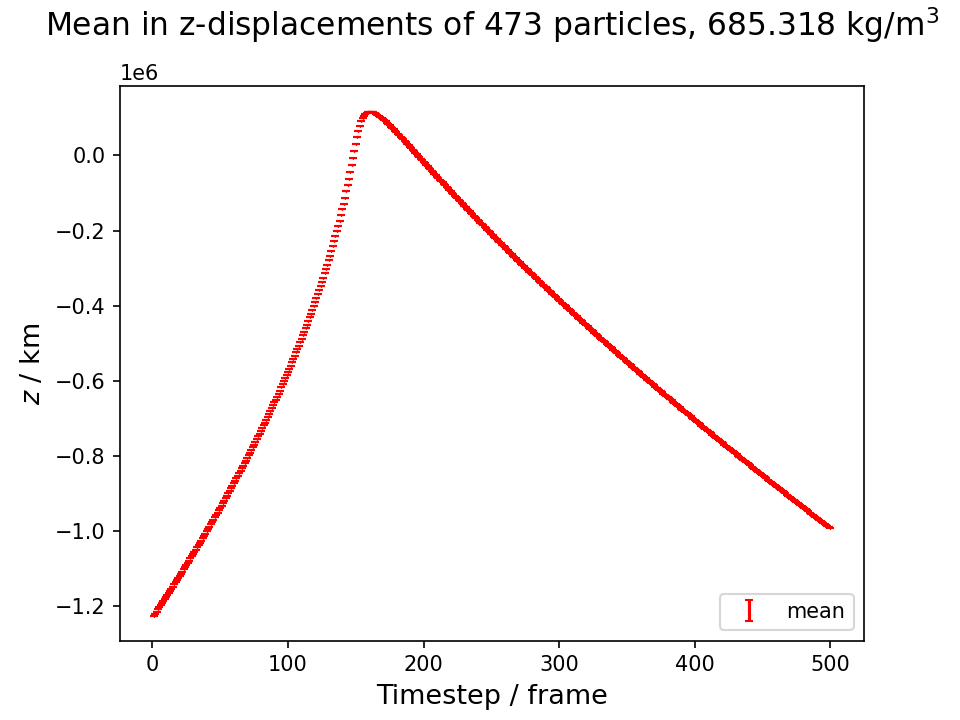 Mean in z-displacements of 473 particles, 685.318 kg/m³
1e6
0.0
−0.2
−0.4
−0.6
−0.8
−1.0
−1.2
z / km
0 100 200 300 400 500
Timestep / frame
mean